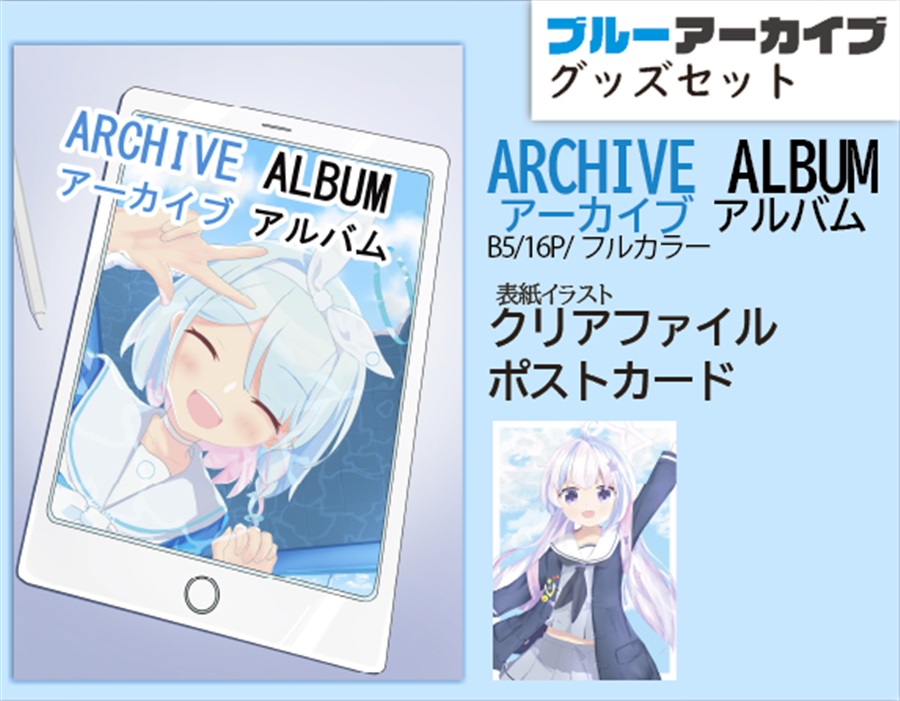 ブルーアーカイブ
グッズセット
ARCHIVE ALBUM
アーカイブ アルバム
ARCHIVE ALBUM
アーカイブ アルバム
B5/16P/ フルカラー
表紙イラスト
クリアファイル
ポストカード